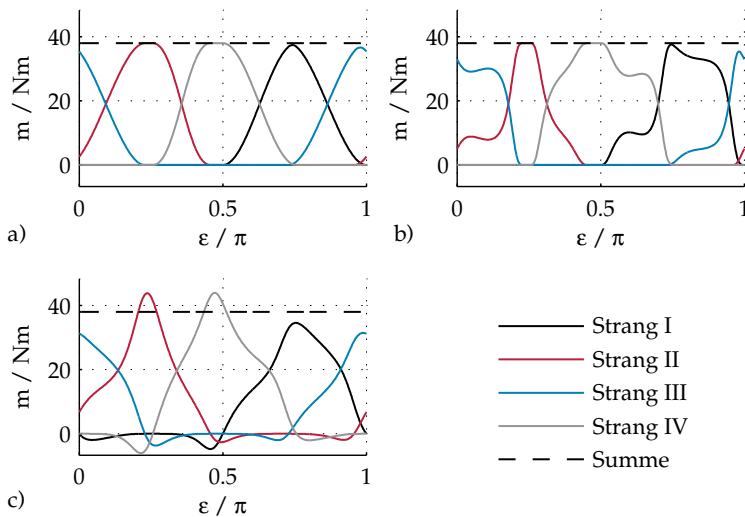 40
20
0
m / Nm
0
0.5
1
ε / π
a)
40
20
0
m / Nm
0
0.5
1
ε / π
b)
40
20
0
m / Nm
0
0.5
1
ε / π
c)
Strang I
Strang II
Strang III
Strang IV
Summe